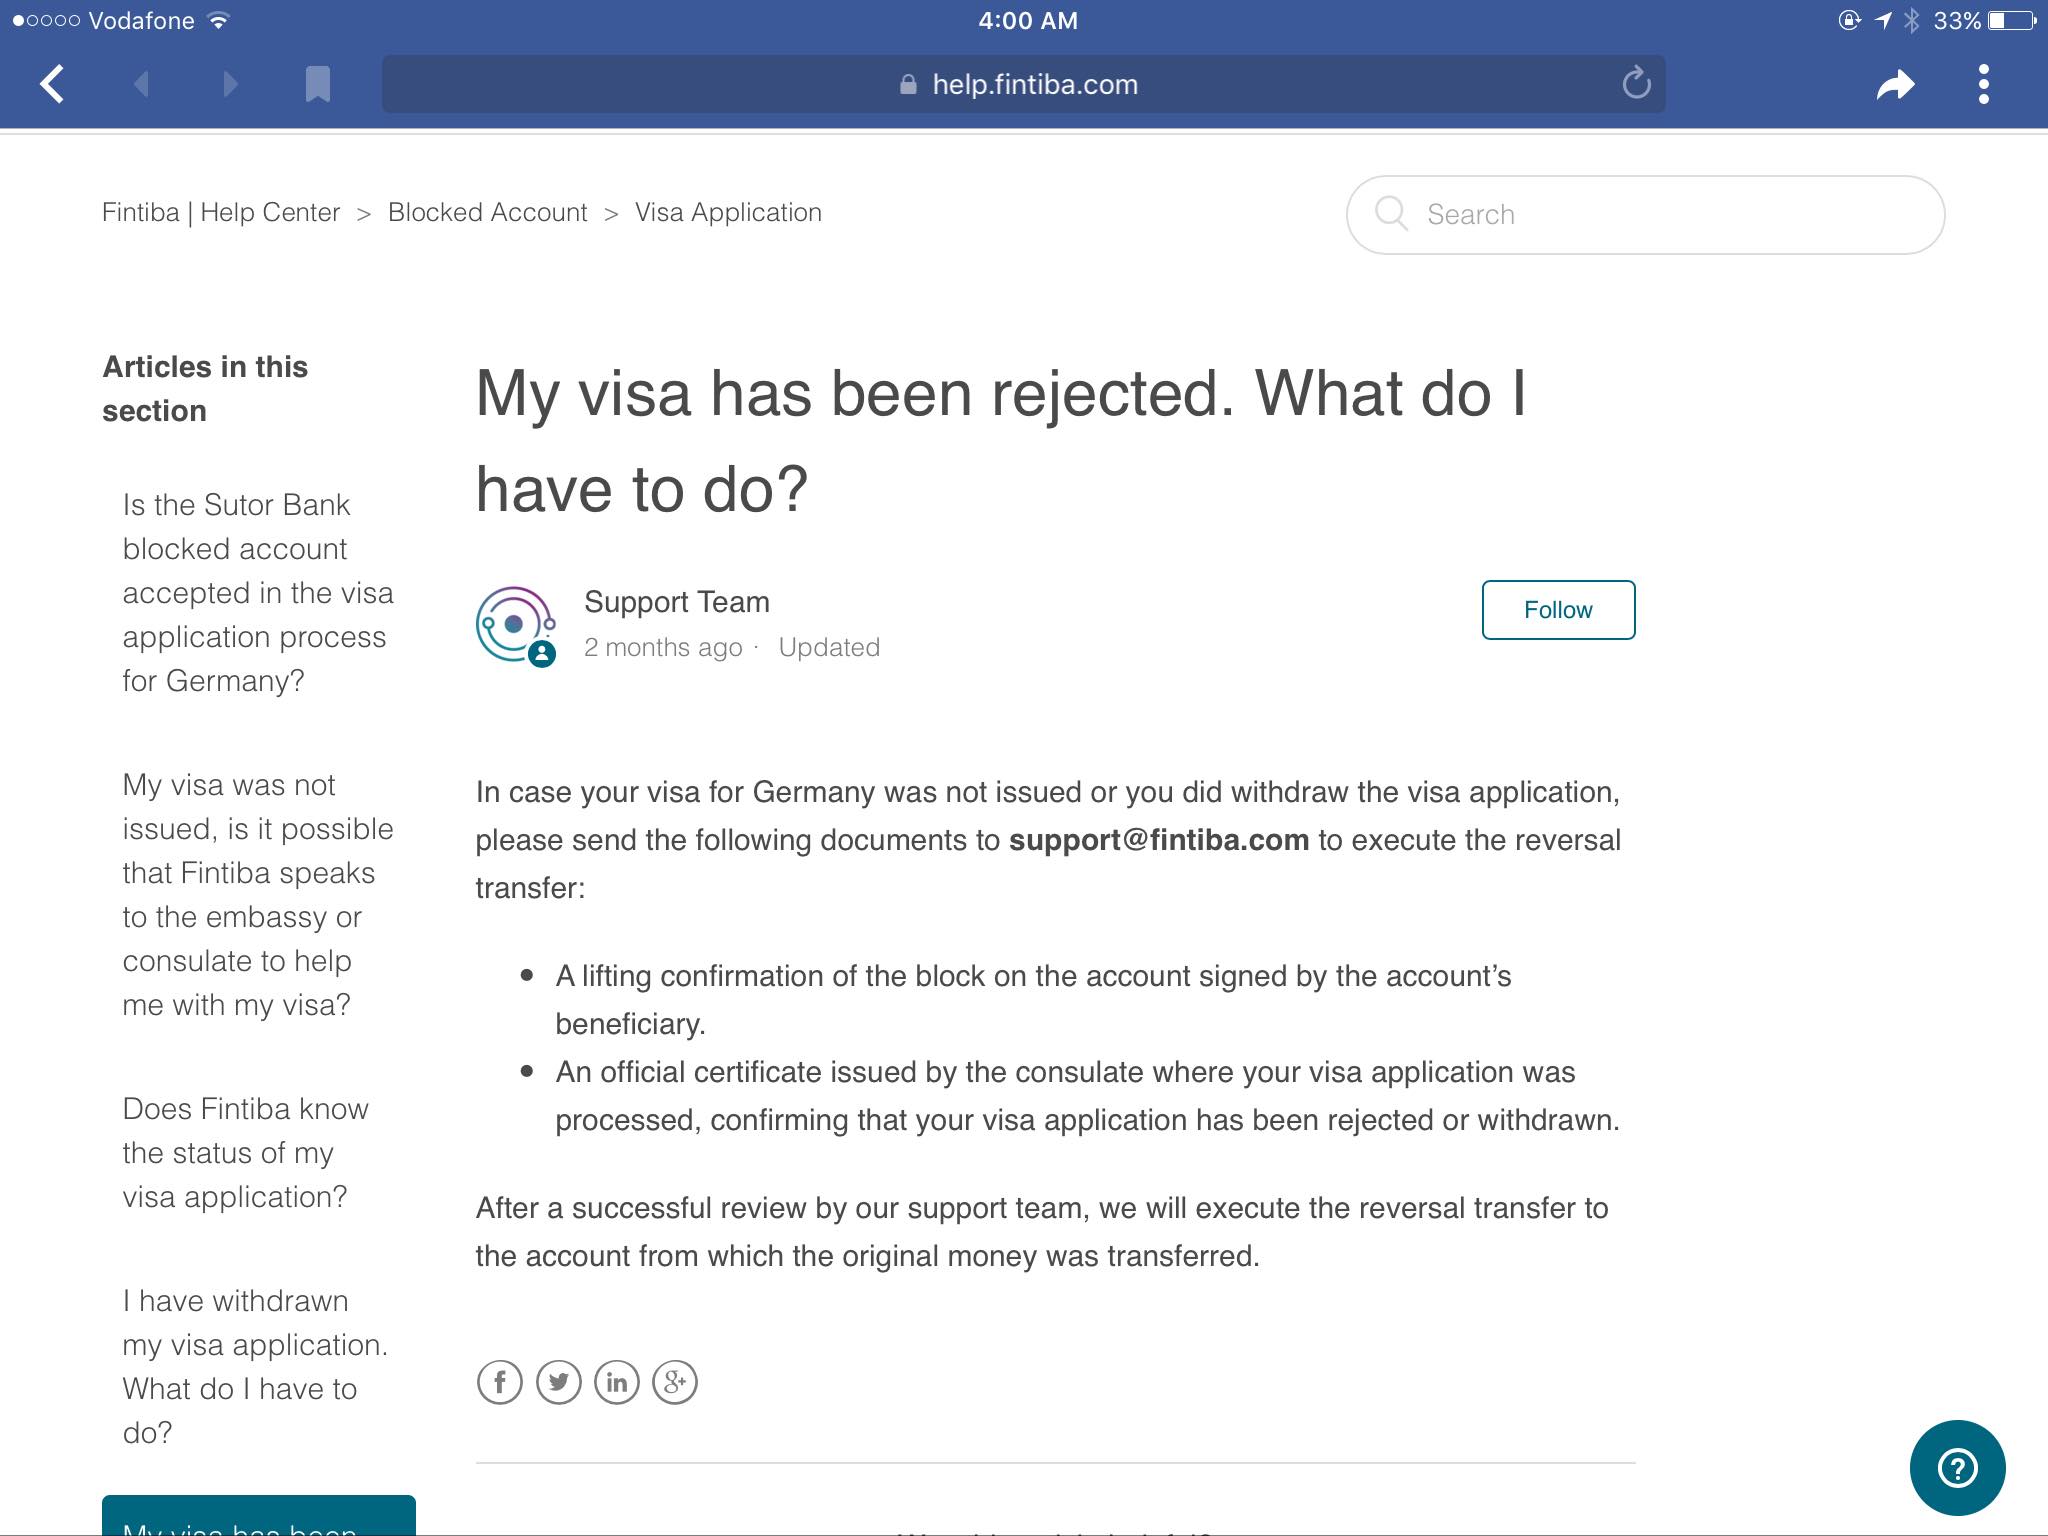 Vodafone 4:00 AM 33%
help.fintiba.com
Fintiba | Help Center > Blocked Account > Visa Application
Search
Articles in this
section
Is the Sutor Bank
blocked account
accepted in the visa
application process
for Germany?
My visa was not
issued, is it possible
that Fintiba speaks
to the embassy or
consulate to help
me with my visa?
Does Fintiba know
the status of my
visa application?
I have withdrawn
my visa application.
What do I have to
do?
My visa has been
My visa has been rejected. What do I
have to do?
Support Team
2 months ago · Updated
Follow
In case your visa for Germany was not issued or you did withdraw the visa application,
please send the following documents to support@fintiba.com to execute the reversal
transfer:
• A lifting confirmation of the block on the account signed by the account’s
beneficiary.
• An official certificate issued by the consulate where your visa application was
processed, confirming that your visa application has been rejected or withdrawn.
After a successful review by our support team, we will execute the reversal transfer to
the account from which the original money was transferred.
f in g+
?